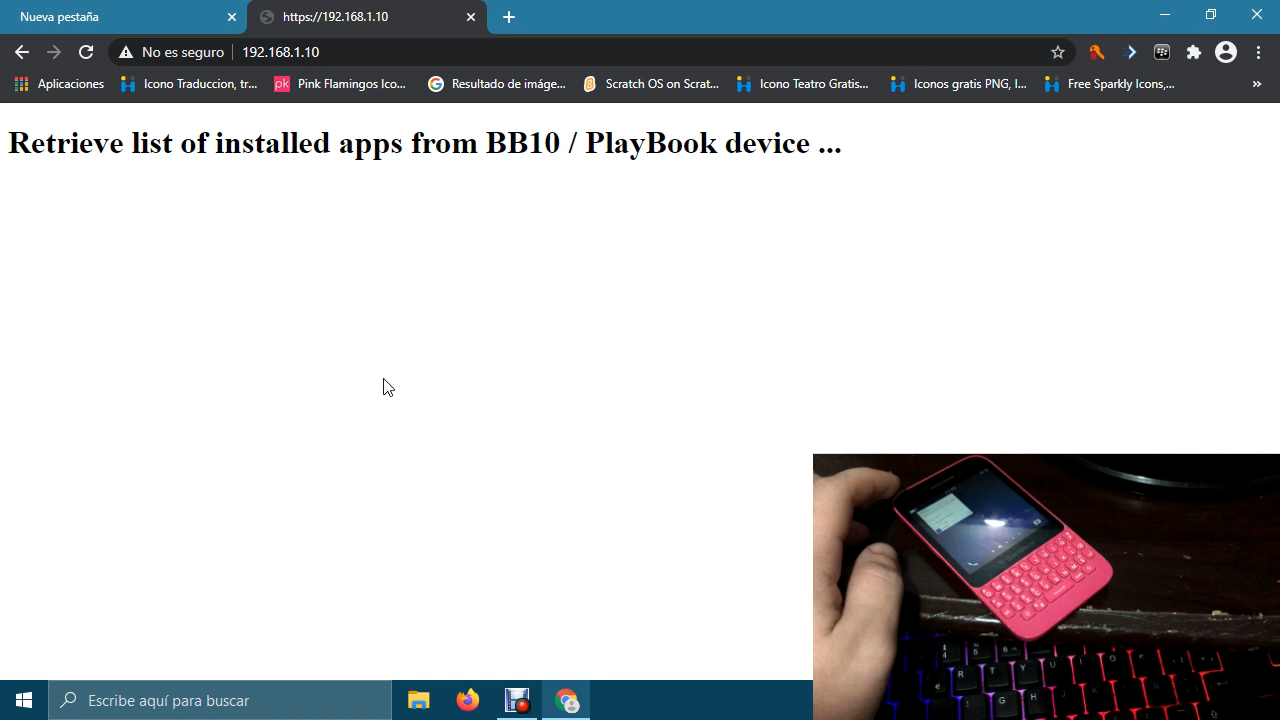 Nueva pestaña
https://192.168.1.10
No es seguro
192.168.1.10
Aplicaciones
Icono Traduccion, tr...
pk
Pink Flamingos Ico...
Resultado de imáge...
Scratch OS on Scrat...
Icono Teatro Gratis...
Iconos gratis PNG, I...
Free Sparkly Icons,...
»
Retrieve list of installed apps from BB10 / PlayBook device ...
Escribe aquí para buscar
$
4
R
T
Y
U
I
O
G
H